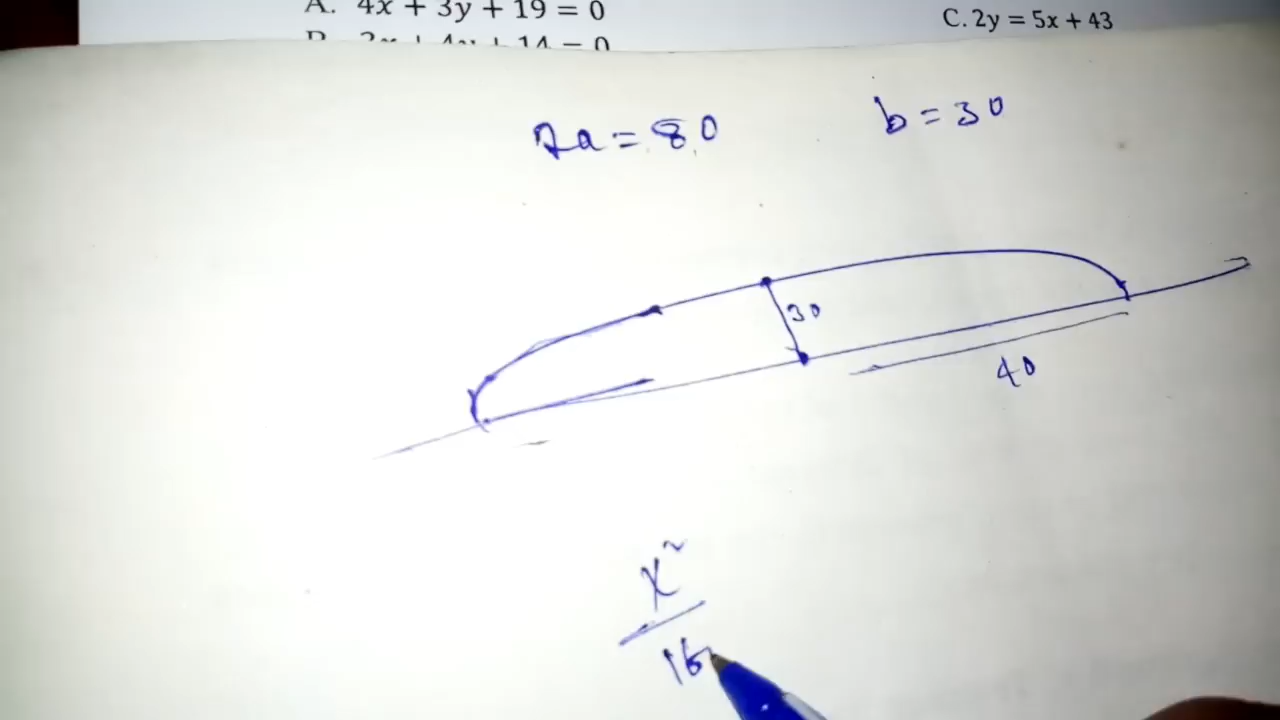 A. 4x + 3y + 19 = 0
C. 2y = 5x + 43
2a = 80
b = 30
30
40
x²
16